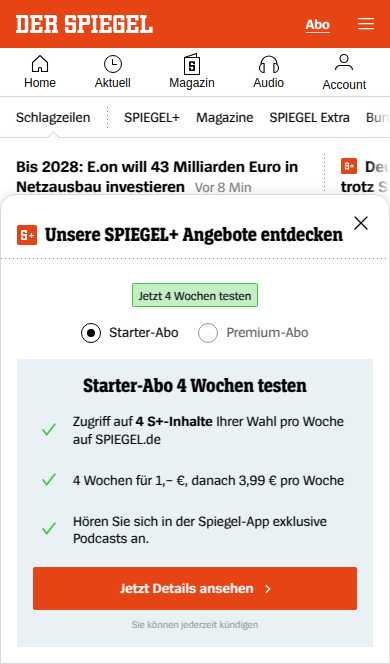 DER SPIEGEL
Abo
Home
Aktuell
Magazin
Audio
Account
Schlagzeilen
SPIEGEL+
Magazine
SPIEGEL Extra
Bun
Bis 2028: E.on will 43 Milliarden Euro in
Netzausbau investieren Vor 8 Min
S+ Deu
trotz S
S+ Unsere SPIEGEL+ Angebote entdecken
Jetzt 4 Wochen testen
Starter-Abo
Premium-Abo
Starter-Abo 4 Wochen testen
Zugriff auf 4 S+-Inhalte Ihrer Wahl pro Woche
auf SPIEGEL.de
4 Wochen für 1,– €, danach 3,99 € pro Woche
Hören Sie sich in der Spiegel-App exklusive
Podcasts an.
Jetzt Details ansehen
Sie können jederzeit kündigen